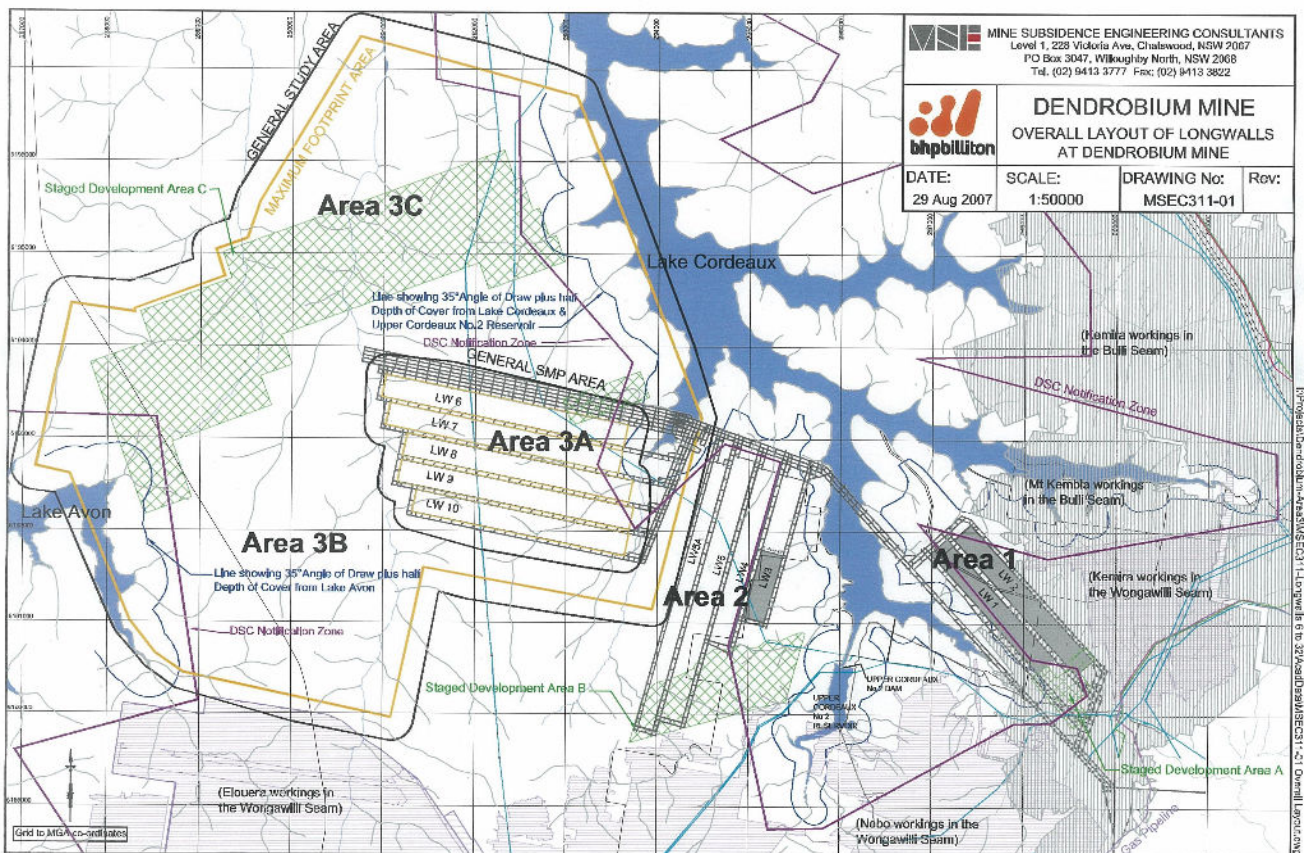 MSE
MINE SUBSIDENCE ENGINEERING CONSULTANTS
Level 1, 228 Victoria Ave, Chatswood, NSW 2067
PO Box 3047, Willoughby North, NSW 2068
Tel. (02) 9413 3777 Fax: (02) 9413 3822
bhpbilliton
DENDROBIUM MINE
OVERALL LAYOUT OF LONGWALLS
AT DENDROBIUM MINE
DATE:
29 Aug 2007
SCALE:
1:50000
DRAWING No:
MSEC311-01
Rev:
GENERAL STUDY AREA
MAXIMUM FOOTPRINT AREA
Staged Development Area C
Area 3C
Lake Cordeaux
Line showing 35° Angle of Draw plus half
Depth of Cover from Lake Cordeaux &
Upper Cordeaux No.2 Reservoir
DSC Notification Zone
GENERAL SMP AREA
(Kemira workings in
the Bulli Seam)
DSC Notification Zone
LW 6
LW 7
LW 8
LW 9
LW 10
Area 3A
(Mt Kembla workings
in the Bulli Seam)
Lake Avon
Area 3B
Line showing 35° Angle of Draw plus half
Depth of Cover from Lake Avon
DSC Notification Zone
LW5A
LW5
LW4
LW3
Area 2
Area 1
LW 2
LW 1
(Kemira workings in
the Wongawilli Seam)
Staged Development Area B
UPPER CORDEAUX
No.2 DAM
UPPER
CORDEAUX
No 2
RESERVOIR
Staged Development Area A
(Elouera workings in
the Wongawilli Seam)
(Nebo workings in the
Wongawilli Seam)
Gas Pipeline
Grid to MGA co-ordinates